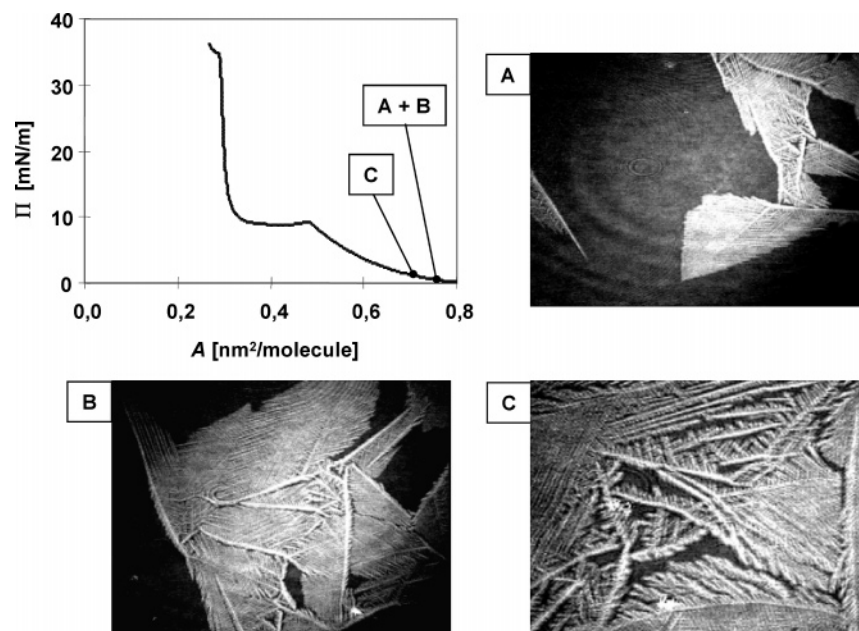 40
30
20
10
0
Π [mN/m]
A + B
C
0,0 0,2 0,4 0,6 0,8
A [nm²/molecule]
A
B
C